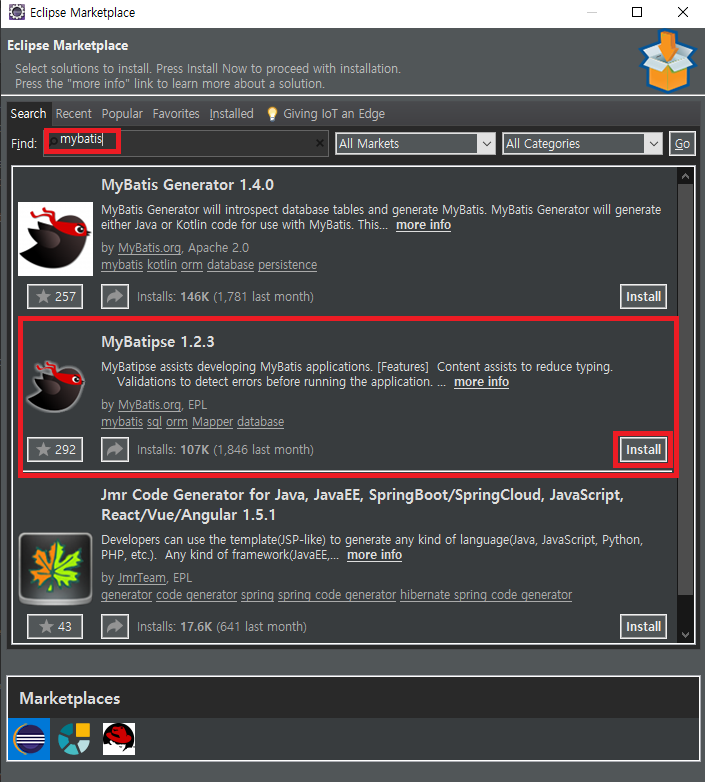 Eclipse Marketplace
Eclipse Marketplace
Select solutions to install. Press Install Now to proceed with installation.
Press the "more info" link to learn more about a solution.
Search Recent Popular Favorites Installed Giving IoT an Edge
Find: mybatis All Markets All Categories Go
MyBatis Generator 1.4.0
MyBatis Generator will introspect database tables and generate MyBatis. MyBatis Generator will generate
either Java or Kotlin code for use with MyBatis. This... more info
by MyBatis.org, Apache 2.0
mybatis kotlin orm database persistence
257 Installs: 146K (1,781 last month) Install
MyBatipse 1.2.3
MyBatipse assists developing MyBatis applications. [Features] Content assists to reduce typing.
Validations to detect errors before running the application. ... more info
by MyBatis.org, EPL
mybatis sql orm Mapper database
292 Installs: 107K (1,846 last month) Install
Jmr Code Generator for Java, JavaEE, SpringBoot/SpringCloud, JavaScript,
React/Vue/Angular 1.5.1
Developers can use the template(JSP-like) to generate any kind of language(Java, JavaScript, Python,
PHP, etc.). Any kind of framework(JavaEE,... more info
by JmrTeam, EPL
generator code generator spring spring code generator hibernate spring code generator
43 Installs: 17.6K (641 last month) Install
Marketplaces